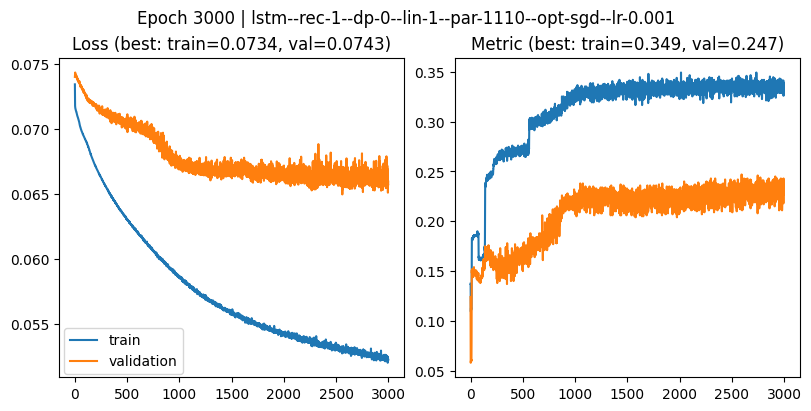 Epoch 3000 | lstm--rec-1--dp-0--lin-1--par-1110--opt-sgd--lr-0.001
Loss (best: train=0.0734, val=0.0743)
0.075
0.070
0.065
0.060
0.055
0 500 1000 1500 2000 2500 3000
train
validation
Metric (best: train=0.349, val=0.247)
0.35
0.30
0.25
0.20
0.15
0.10
0.05
0 500 1000 1500 2000 2500 3000